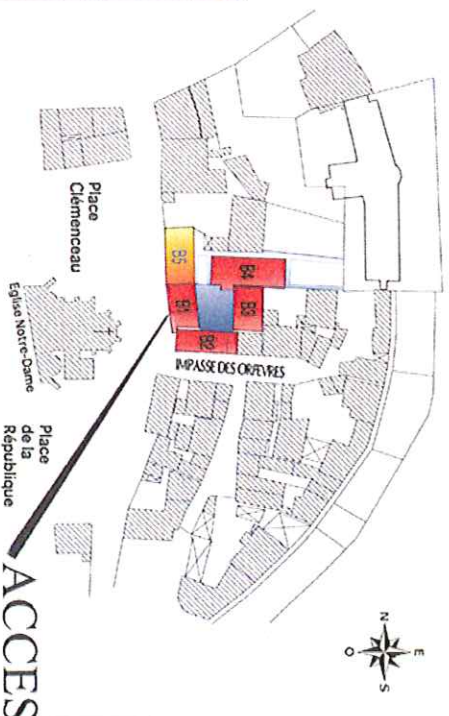 Place
Clémenceau
Eglise Notre-Dame
Place
de la
République
B5
B4
B1
B3
B2
IMPASSE DES ORFEVRES
N
E
S
O
ACCES